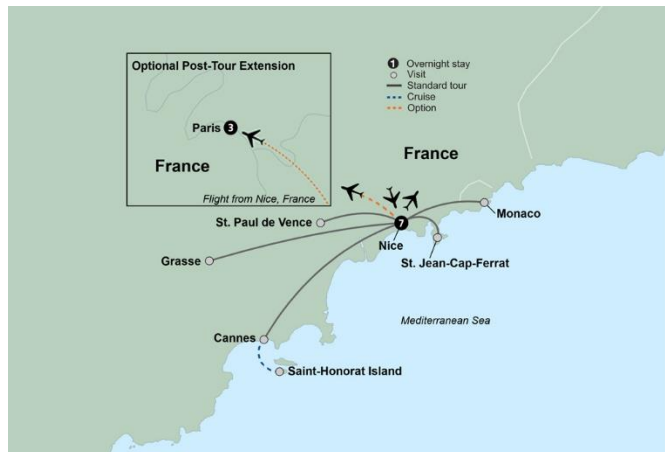 Optional Post-Tour Extension
Paris 3
France
Flight from Nice, France
1 Overnight stay
Visit
Standard tour
Cruise
Option
France
St. Paul de Vence
7
Nice
Monaco
St. Jean-Cap-Ferrat
Grasse
Mediterranean Sea
Cannes
Saint-Honorat Island